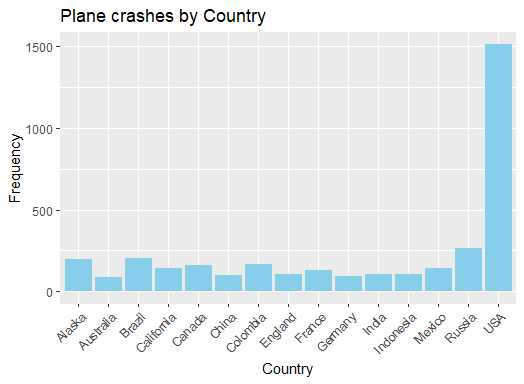 Plane crashes by Country
1500
1000
500
0
Frequency
Alaska
Australia
Brazil
California
Canada
China
Colombia
England
France
Germany
India
Indonesia
Mexico
Russia
USA
Country